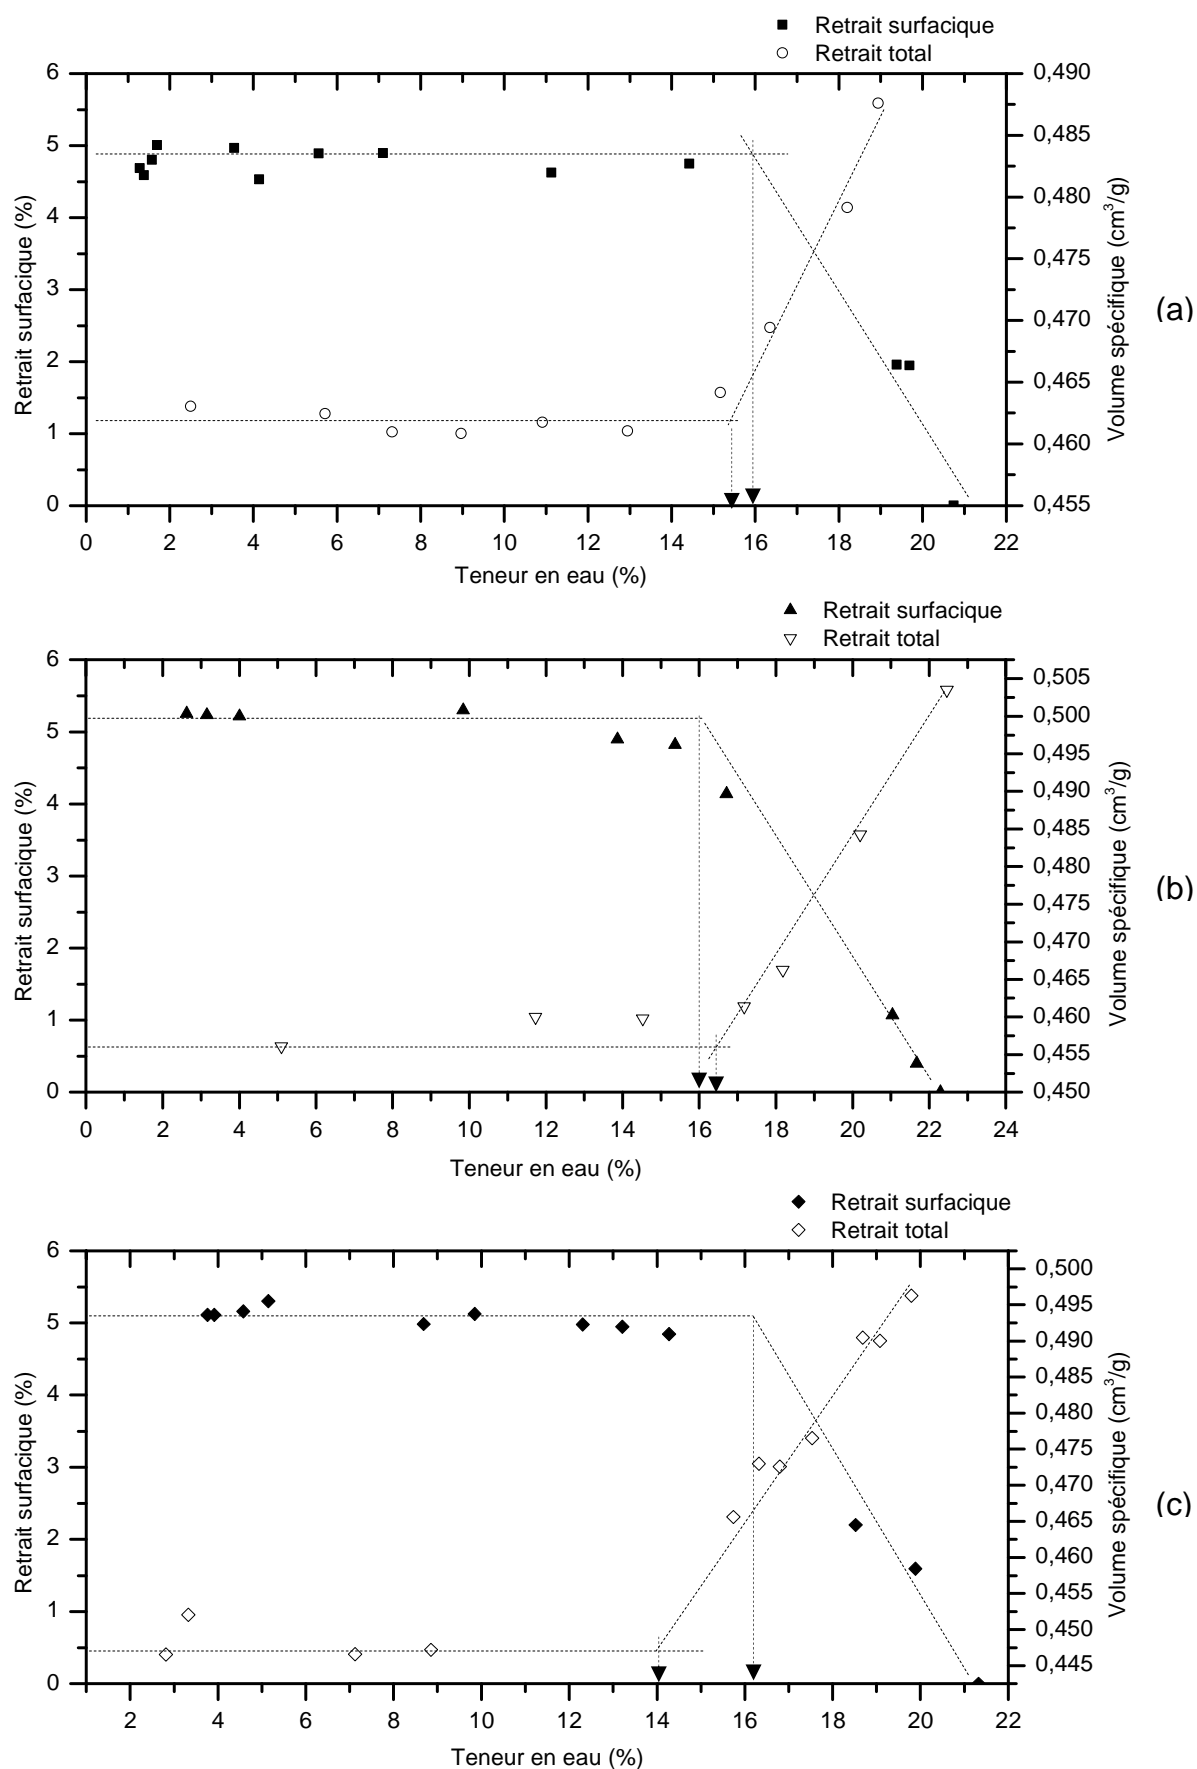 Retrait surfacique
Retrait total
6
5
4
3
2
1
0
Retrait surfacique (%)
0,490
0,485
0,480
0,475
0,470
0,465
0,460
0,455
Volume spécifique (cm³/g)
(a)
0 2 4 6 8 10 12 14 16 18 20 22
Teneur en eau (%)
Retrait surfacique
Retrait total
6
5
4
3
2
1
0
Retrait surfacique (%)
0,505
0,500
0,495
0,490
0,485
0,480
0,475
0,470
0,465
0,460
0,455
0,450
Volume spécifique (cm³/g)
(b)
0 2 4 6 8 10 12 14 16 18 20 22 24
Teneur en eau (%)
Retrait surfacique
Retrait total
6
5
4
3
2
1
0
Retrait surfacique (%)
0,500
0,495
0,490
0,485
0,480
0,475
0,470
0,465
0,460
0,455
0,450
0,445
Volume spécifique (cm³/g)
(c)
2 4 6 8 10 12 14 16 18 20 22
Teneur en eau (%)